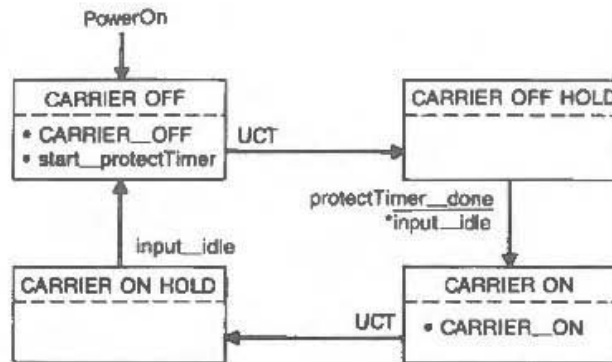 PowerOn
CARRIER OFF
• CARRIER__OFF
• start__protectTimer
UCT
CARRIER OFF HOLD
protectTimer__done
*input__idle
input__idle
CARRIER ON HOLD
UCT
CARRIER ON
• CARRIER__ON